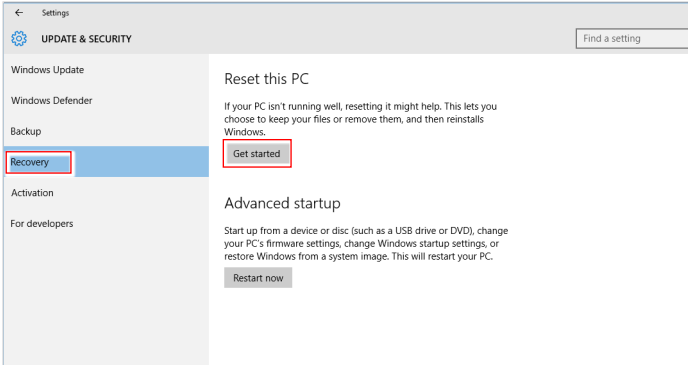 Settings
UPDATE & SECURITY
Find a setting
Windows Update
Windows Defender
Backup
Recovery
Activation
For developers
Reset this PC
If your PC isn't running well, resetting it might help. This lets you
choose to keep your files or remove them, and then reinstalls
Windows.
Get started
Advanced startup
Start up from a device or disc (such as a USB drive or DVD), change
your PC's firmware settings, change Windows startup settings, or
restore Windows from a system image. This will restart your PC.
Restart now